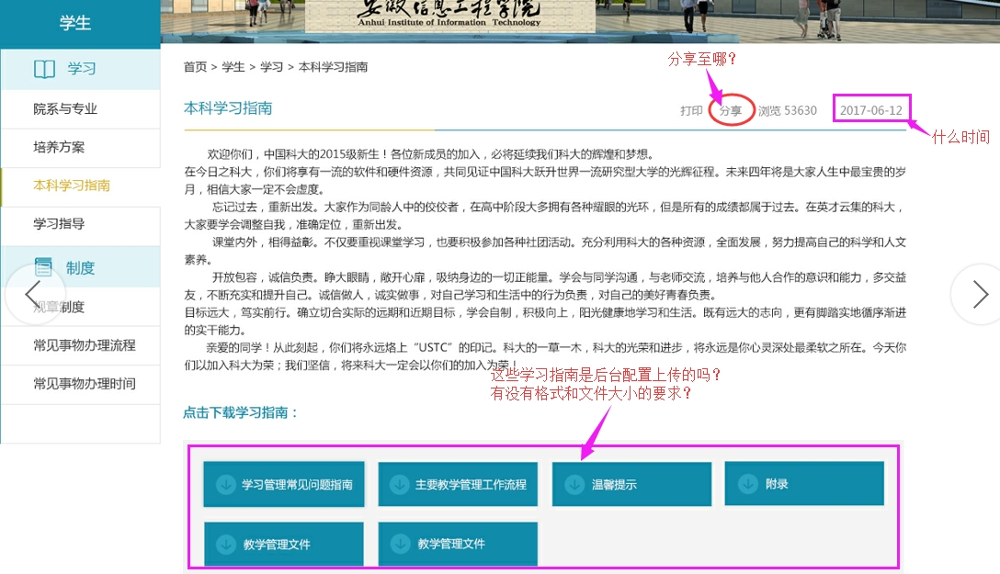 学生
安徽信息工程学院
Anhui Institute of Information Technology
学习
院系与专业
培养方案
本科学习指南
学习指导
制度
规章制度
常见事物办理流程
常见事物办理时间
首页 > 学生 > 学习 > 本科学习指南
分享至哪?
本科学习指南
打印 分享 浏览 53630 2017-06-12
什么时间
欢迎你们，中国科大的2015级新生！各位新成员的加入，必将延续我们科大的辉煌和梦想。
在今日之科大，你们将享有一流的软件和硬件资源，共同见证中国科大跃升世界一流研究型大学的光辉征程。未来四年将是大家人生中最宝贵的岁
月，相信大家一定不会虚度。
忘记过去，重新出发。大家作为同龄人中的佼佼者，在高中阶段大多拥有各种耀眼的光环，但是所有的成绩都属于过去。在英才云集的科大，
大家要学会调整自我，准确定位，重新出发。
课堂内外，相得益彰。不仅要重视课堂学习，也要积极参加各种社团活动。充分利用科大的各种资源，全面发展，努力提高自己的科学和人文
素养。
开放包容，诚信负责。睁大眼睛，敞开心扉，吸纳身边的一切正能量。学会与同学沟通，与老师交流，培养与他人合作的意识和能力，多交益
友，不断充实和提升自己。诚信做人，诚实做事，对自己学习和生活中的行为负责，对自己的美好青春负责。
目标远大，笃实前行。确立切合实际的远期和近期目标，学会自制，积极向上，阳光健康地学习和生活。既有远大的志向，更有脚踏实地循序渐进
的实干能力。
亲爱的同学！从此刻起，你们将永远烙上“USTC”的印记。科大的一草一木，科大的光荣和进步，将永远是你心灵深处最柔软之所在。今天你
们以加入科大为荣；我们坚信，将来科大一定会以你们的加入为荣！
这些学习指南是后台配置上传的吗?
有没有格式和文件大小的要求?
点击下载学习指南：
学习管理常见问题指南
主要教学管理工作流程
温馨提示
附录
教学管理文件
教学管理文件